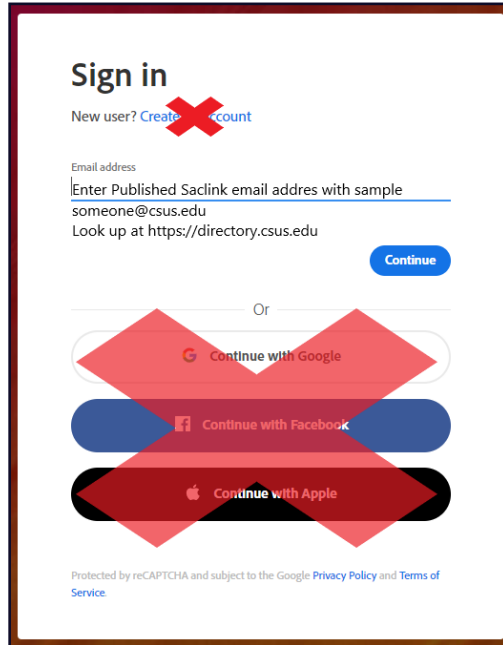 Sign in
New user? Create an account
Email address
Enter Published Saclink email addres with sample
someone@csus.edu
Look up at https://directory.csus.edu
Continue
Or
Continue with Google
Continue with Facebook
Continue with Apple
Protected by reCAPTCHA and subject to the Google Privacy Policy and Terms of
Service.